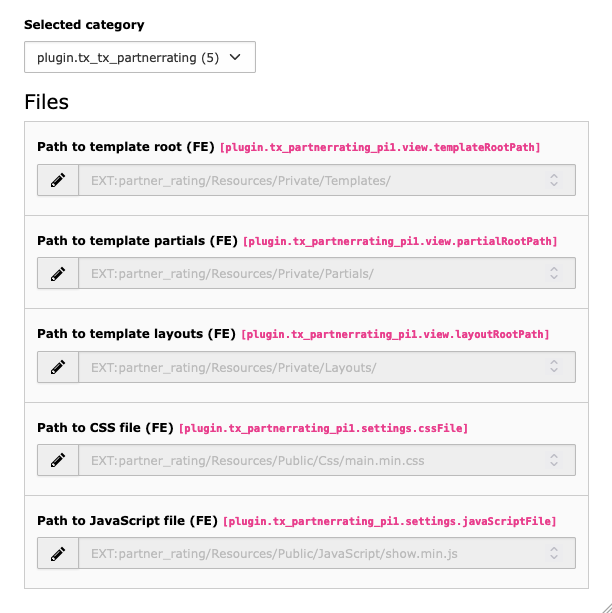 Selected category
plugin.tx_tx_partnerrating (5)
Files
Path to template root (FE) [plugin.tx_partnerrating_pi1.view.templateRootPath]
EXT:partner_rating/Resources/Private/Templates/
Path to template partials (FE) [plugin.tx_partnerrating_pi1.view.partialRootPath]
EXT:partner_rating/Resources/Private/Partials/
Path to template layouts (FE) [plugin.tx_partnerrating_pi1.view.layoutRootPath]
EXT:partner_rating/Resources/Private/Layouts/
Path to CSS file (FE) [plugin.tx_partnerrating_pi1.settings.cssFile]
EXT:partner_rating/Resources/Public/Css/main.min.css
Path to JavaScript file (FE) [plugin.tx_partnerrating_pi1.settings.javaScriptFile]
EXT:partner_rating/Resources/Public/JavaScript/show.min.js